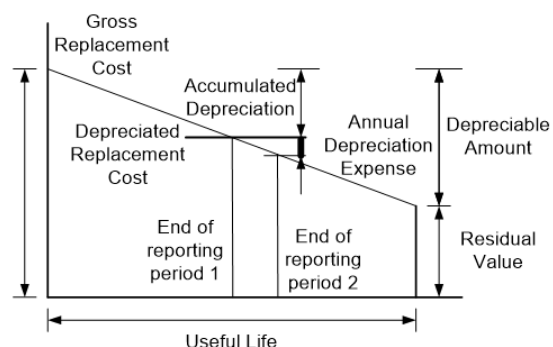 Gross
Replacement
Cost
Accumulated
Depreciation
Depreciated
Replacement
Cost
Annual
Depreciation
Expense
Depreciable
Amount
End of
reporting
period 1
End of
reporting
period 2
Residual
Value
Useful Life